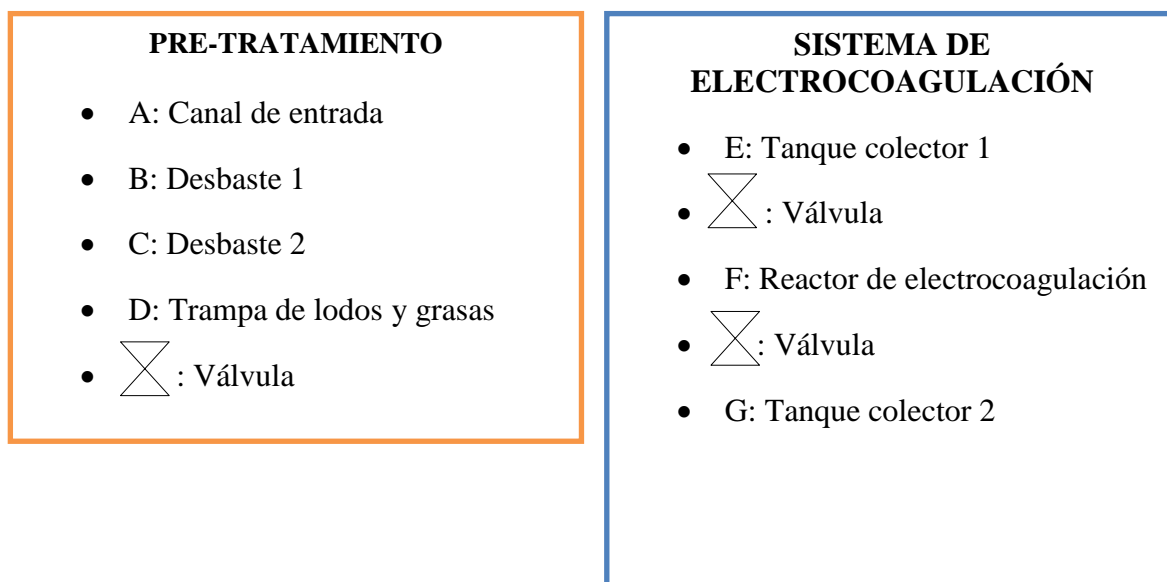 PRE-TRATAMIENTO
• A: Canal de entrada
• B: Desbaste 1
• C: Desbaste 2
• D: Trampa de lodos y grasas
• : Válvula
SISTEMA DE
ELECTROCOAGULACIÓN
• E: Tanque colector 1
• : Válvula
• F: Reactor de electrocoagulación
• : Válvula
• G: Tanque colector 2